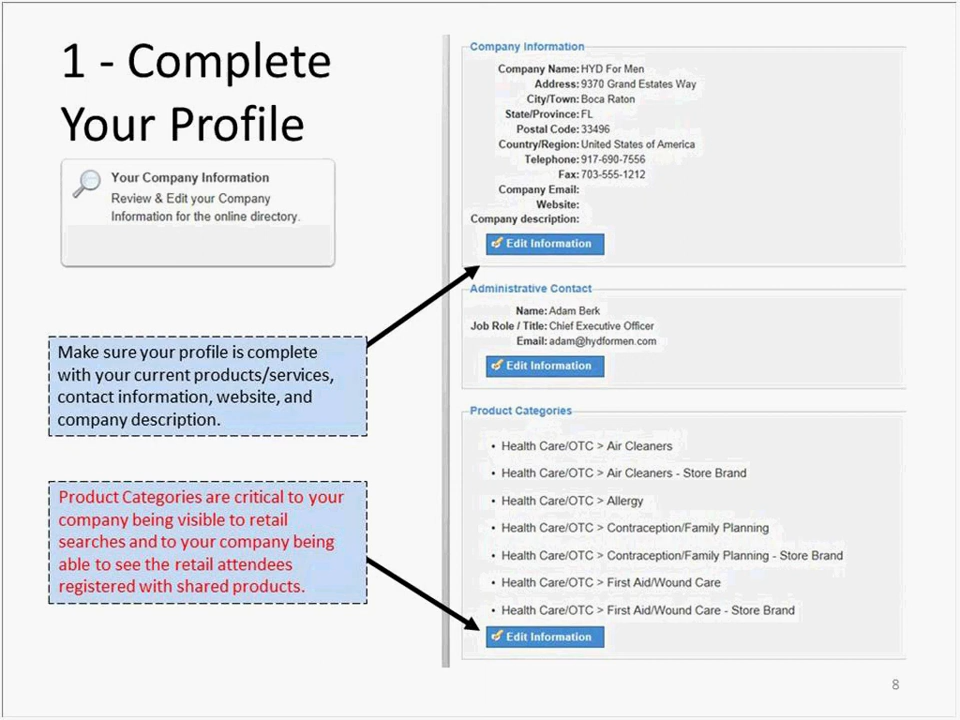 1 - Complete
Your Profile
Your Company Information
Review & Edit your Company
Information for the online directory.
Make sure your profile is complete
with your current products/services,
contact information, website, and
company description.
Product Categories are critical to your
company being visible to retail
searches and to your company being
able to see the retail attendees
registered with shared products.
Company Information
Company Name: HYD For Men
Address: 9370 Grand Estates Way
City/Town: Boca Raton
State/Province: FL
Postal Code: 33496
Country/Region: United States of America
Telephone: 917-690-7556
Fax: 703-555-1212
Company Email:
Website:
Company description:
Edit Information
Administrative Contact
Name: Adam Berk
Job Role / Title: Chief Executive Officer
Email: adam@hydformen.com
Edit Information
Product Categories
• Health Care/OTC > Air Cleaners
• Health Care/OTC > Air Cleaners - Store Brand
• Health Care/OTC > Allergy
• Health Care/OTC > Contraception/Family Planning
• Health Care/OTC > Contraception/Family Planning - Store Brand
• Health Care/OTC > First Aid/Wound Care
• Health Care/OTC > First Aid/Wound Care - Store Brand
Edit Information
8